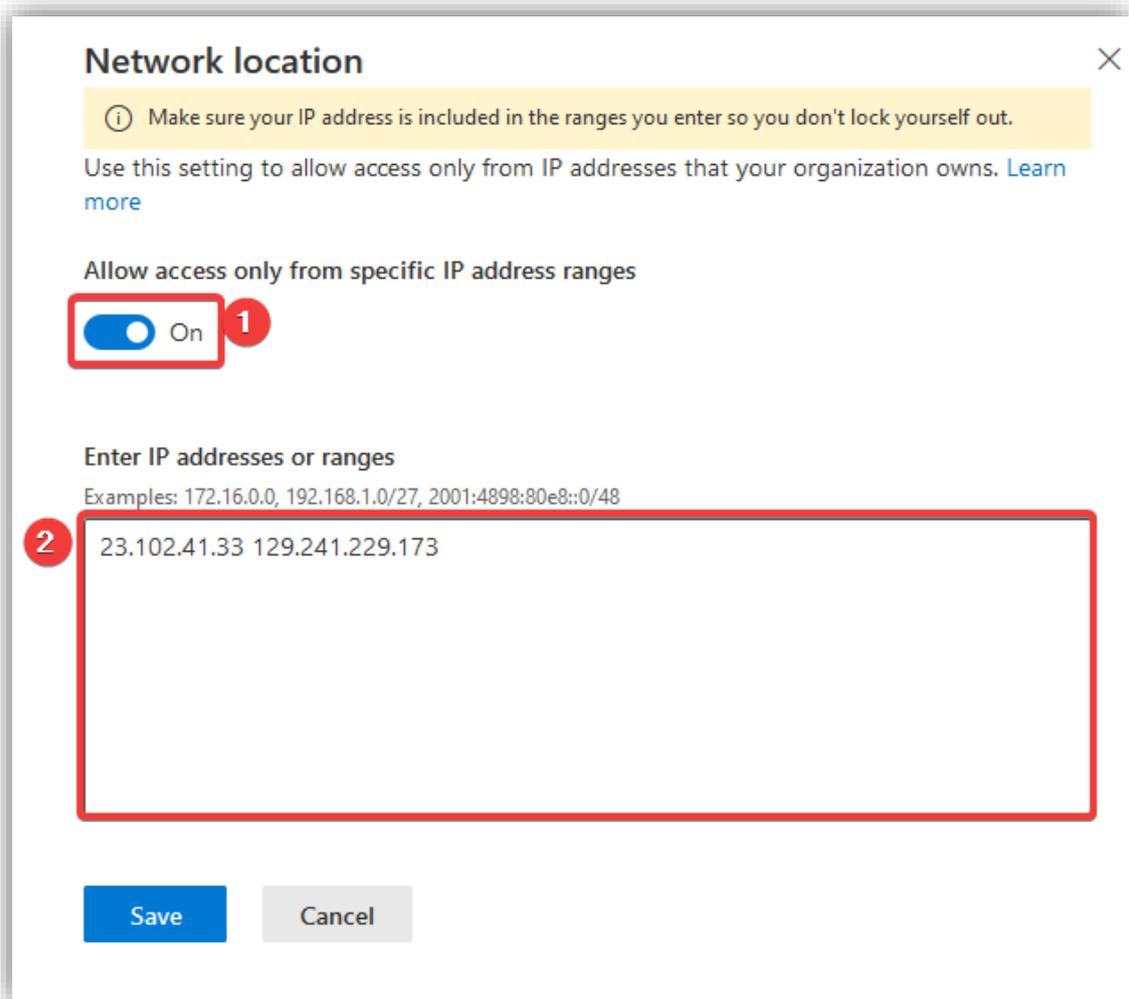 Network location
Make sure your IP address is included in the ranges you enter so you don't lock yourself out.
Use this setting to allow access only from IP addresses that your organization owns. Learn
more
Allow access only from specific IP address ranges
On 1
Enter IP addresses or ranges
Examples: 172.16.0.0, 192.168.1.0/27, 2001:4898:80e8::0/48
2 23.102.41.33 129.241.229.173
Save Cancel